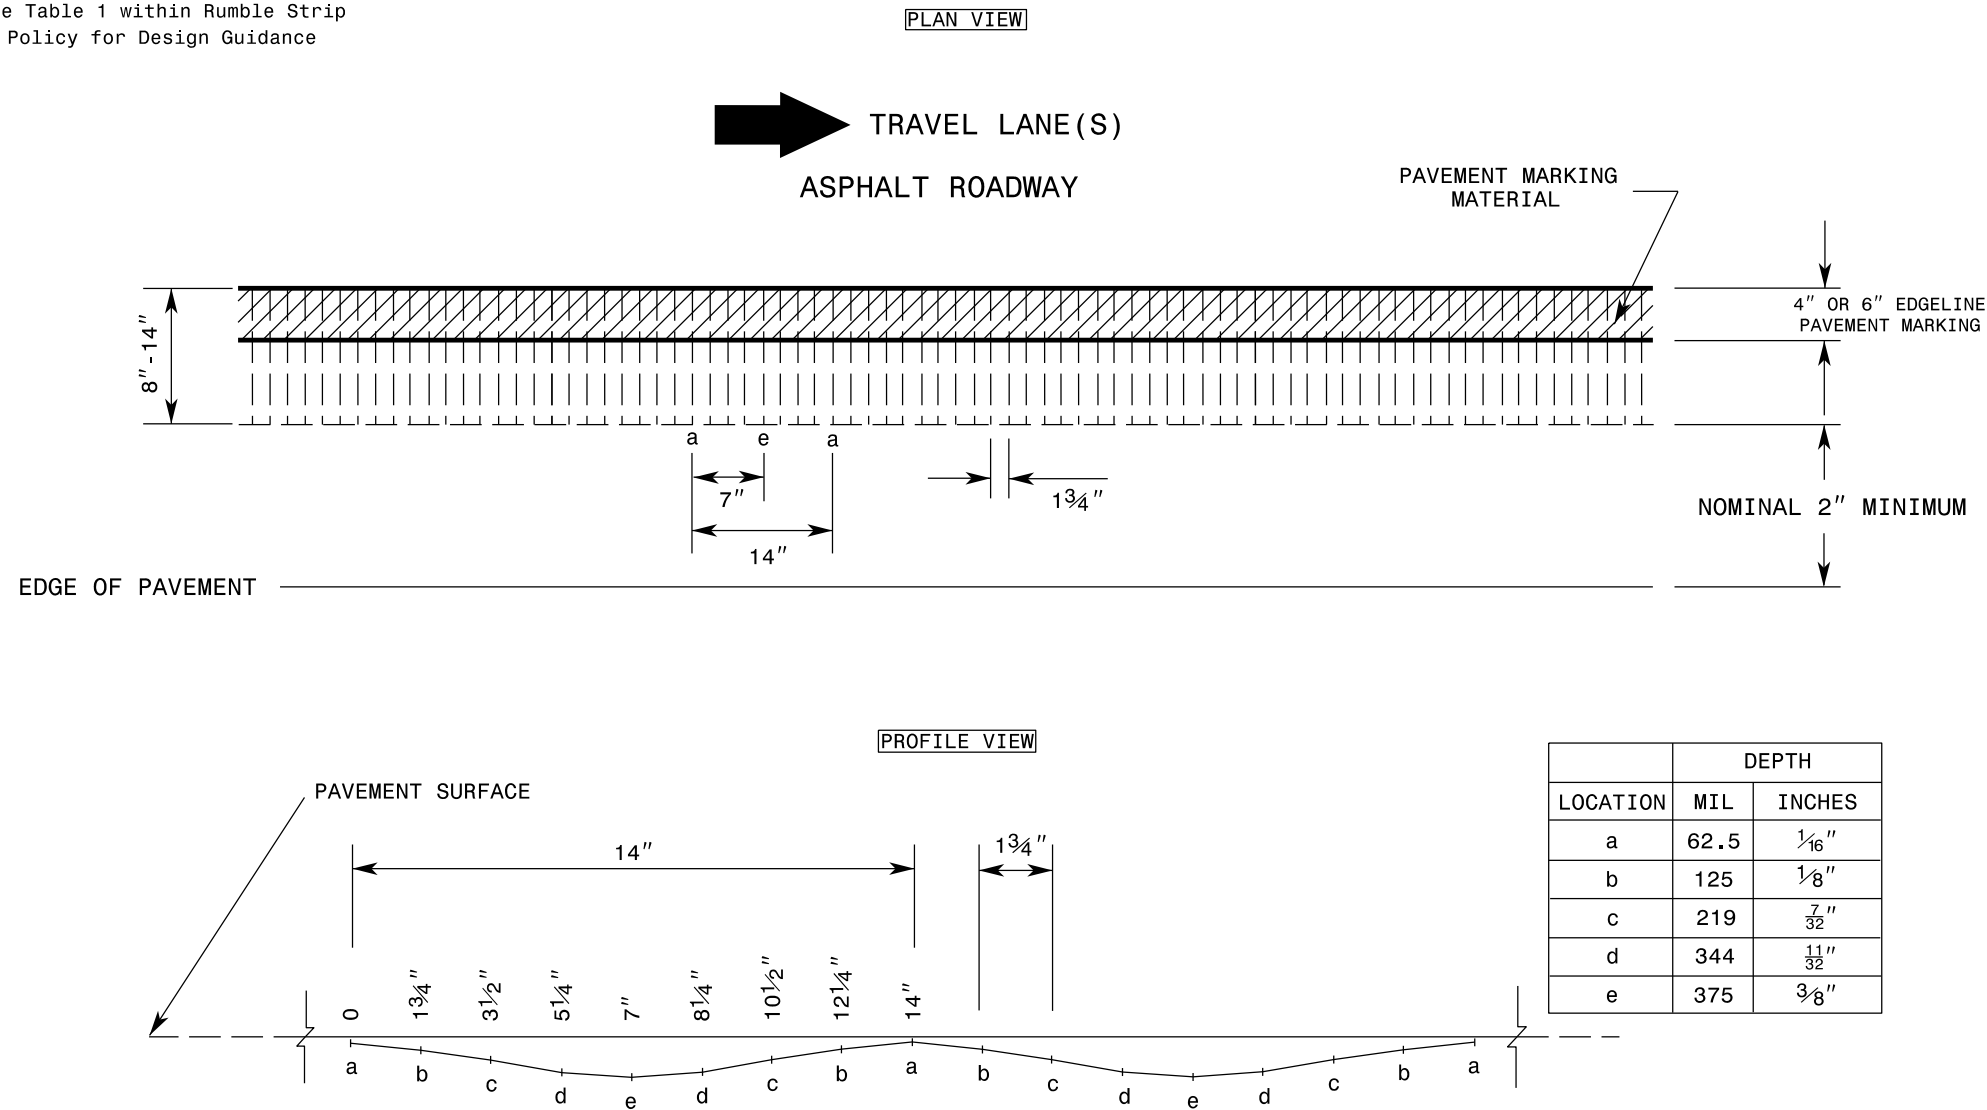 e Table 1 within Rumble Strip
Policy for Design Guidance
PLAN VIEW
TRAVEL LANE(S)
ASPHALT ROADWAY
PAVEMENT MARKING
MATERIAL
8"-14"
4" OR 6" EDGELINE
PAVEMENT MARKING
a e a
7"
1¾"
14"
NOMINAL 2" MINIMUM
EDGE OF PAVEMENT
PROFILE VIEW
PAVEMENT SURFACE
14"
1¾"
0 1¾" 3½" 5¼" 7" 8¼" 10½" 12¼" 14"
a b c d e d c b a b c d e d c b a
DEPTH
LOCATION MIL INCHES
a 62.5 1/16"
b 125 1/8"
c 219 7/32"
d 344 11/32"
e 375 3/8"